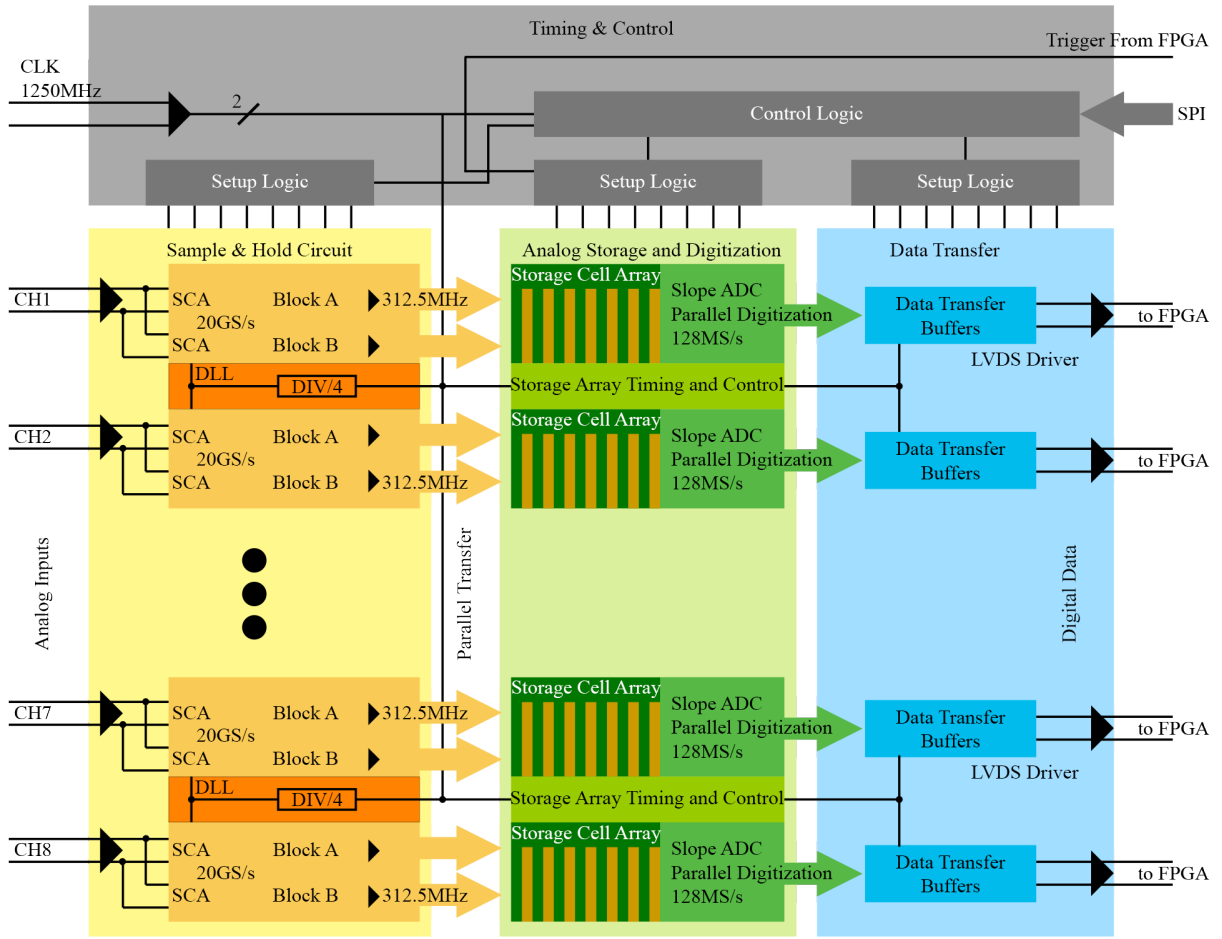 Timing & Control
Trigger From FPGA
CLK
1250MHz
2
Control Logic
SPI
Setup Logic
Setup Logic
Setup Logic
Sample & Hold Circuit
Analog Storage and Digitization
Data Transfer
CH1
SCA
Block A
312.5MHz
20GS/s
SCA
Block B
Storage Cell Array
Slope ADC
Parallel Digitization
128MS/s
Data Transfer
Buffers
to FPGA
LVDS Driver
DLL
DIV/4
Storage Array Timing and Control
CH2
SCA
Block A
20GS/s
SCA
Block B
312.5MHz
Storage Cell Array
Slope ADC
Parallel Digitization
128MS/s
Data Transfer
Buffers
to FPGA
Analog Inputs
Parallel Transfer
Digital Data
CH7
SCA
Block A
312.5MHz
20GS/s
SCA
Block B
Storage Cell Array
Slope ADC
Parallel Digitization
128MS/s
Data Transfer
Buffers
to FPGA
LVDS Driver
DLL
DIV/4
Storage Array Timing and Control
CH8
SCA
Block A
20GS/s
SCA
Block B
312.5MHz
Storage Cell Array
Slope ADC
Parallel Digitization
128MS/s
Data Transfer
Buffers
to FPGA